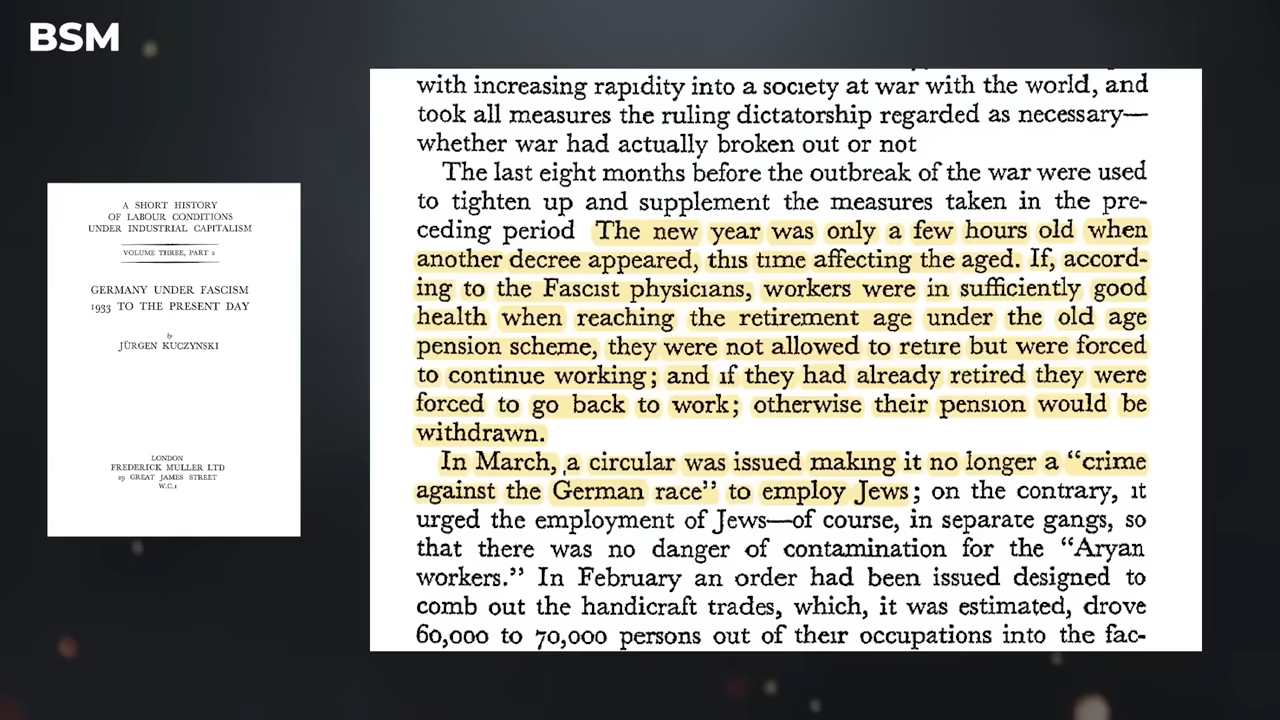 BSM
A SHORT HISTORY
OF LABOUR CONDITIONS
UNDER INDUSTRIAL CAPITALISM
VOLUME THREE, PART 2
GERMANY UNDER FASCISM
1933 TO THE PRESENT DAY
by
JÜRGEN KUCZYNSKI
LONDON
FREDERICK MULLER LTD
29 GREAT JAMES STREET
W.C.1
with increasing rapidity into a society at war with the world, and
took all measures the ruling dictatorship regarded as necessary—
whether war had actually broken out or not
The last eight months before the outbreak of the war were used
to tighten up and supplement the measures taken in the pre-
ceding period The new year was only a few hours old when
another decree appeared, this time affecting the aged. If, accord-
ing to the Fascist physicians, workers were in sufficiently good
health when reaching the retirement age under the old age
pension scheme, they were not allowed to retire but were forced
to continue working; and if they had already retired they were
forced to go back to work; otherwise their pension would be
withdrawn.
In March, a circular was issued making it no longer a “crime
against the German race” to employ Jews; on the contrary, it
urged the employment of Jews—of course, in separate gangs, so
that there was no danger of contamination for the “Aryan
workers.” In February an order had been issued designed to
comb out the handicraft trades, which, it was estimated, drove
60,000 to 70,000 persons out of their occupations into the fac-